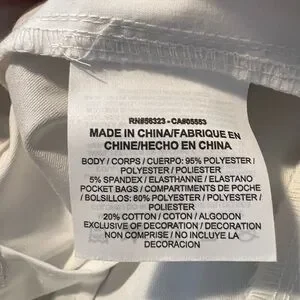 RN#56323 - CA#05553
MADE IN CHINA/FABRIQUE EN
CHINE/HECHO EN CHINA
BODY / CORPS / CUERPO: 95% POLYESTER /
POLYESTER / POLIESTER
5% SPANDEX / ELASTHANNE / ELASTANO
POCKET BAGS / COMPARTIMENTS DE POCHE
/ BOLSILLOS: 80% POLYESTER / POLYESTER /
POLIESTER
20% COTTON / COTON / ALGODON
EXCLUSIVE OF DECORATION / DECORATION
NON COMPRISE / NO INCLUYE LA
DECORACION